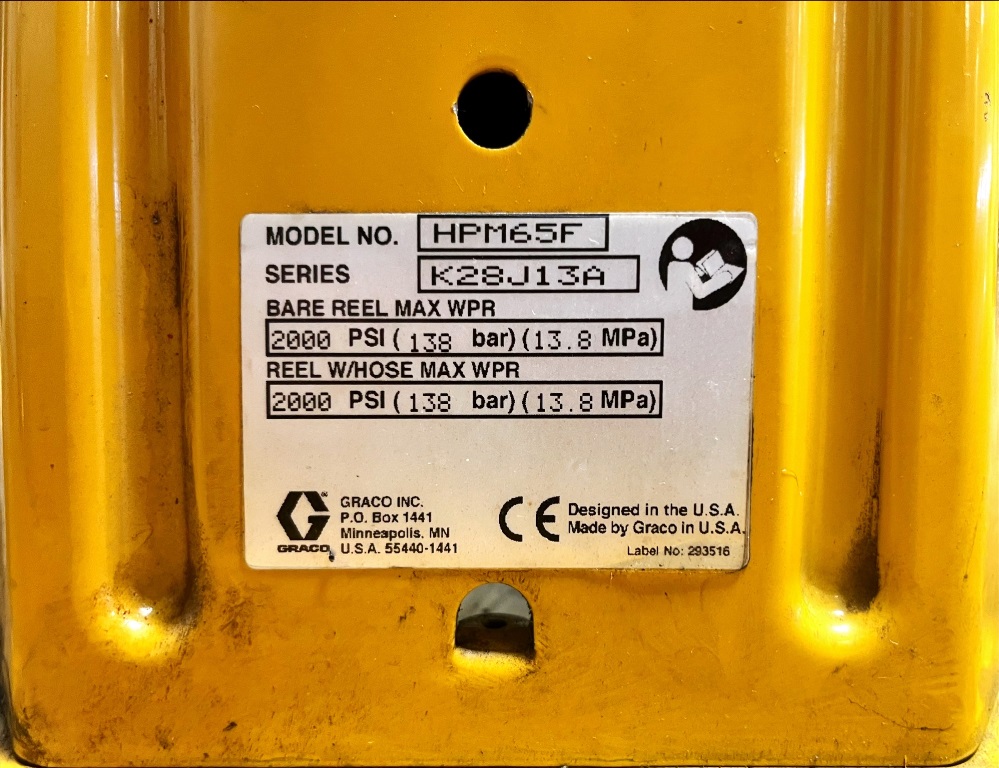 MODEL NO. HPM65F
SERIES K28J13A
BARE REEL MAX WPR
2000 PSI ( 138 bar) ( 13.8 MPa)
REEL W/HOSE MAX WPR
2000 PSI ( 138 bar) ( 13.8 MPa)
GRACO
GRACO INC.
P.O. Box 1441
Minneapolis, MN
U.S.A. 55440-1441
CE
Designed in the U.S.A.
Made by Graco in U.S.A.
Label No: 293516